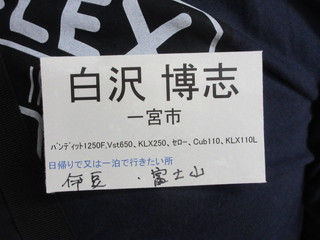 LEX
白沢 博志
一宮市
バンディット1250F,Vst650、KLX250、セロー、Cub110、KLX110L
日帰りで又は一泊で行きたい所
伊豆 ・富士山